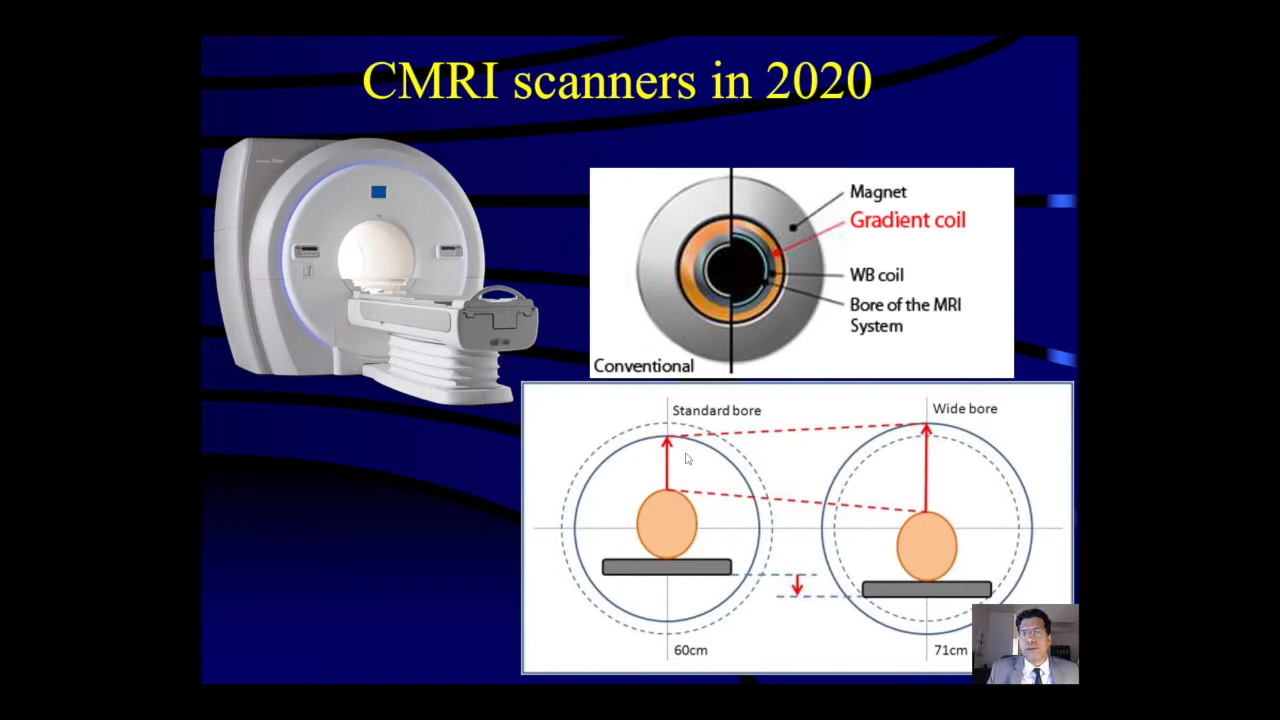 CMRI scanners in 2020
Magnet
Gradient coil
WB coil
Bore of the MRI
System
Conventional
Standard bore
Wide bore
60cm
71cm